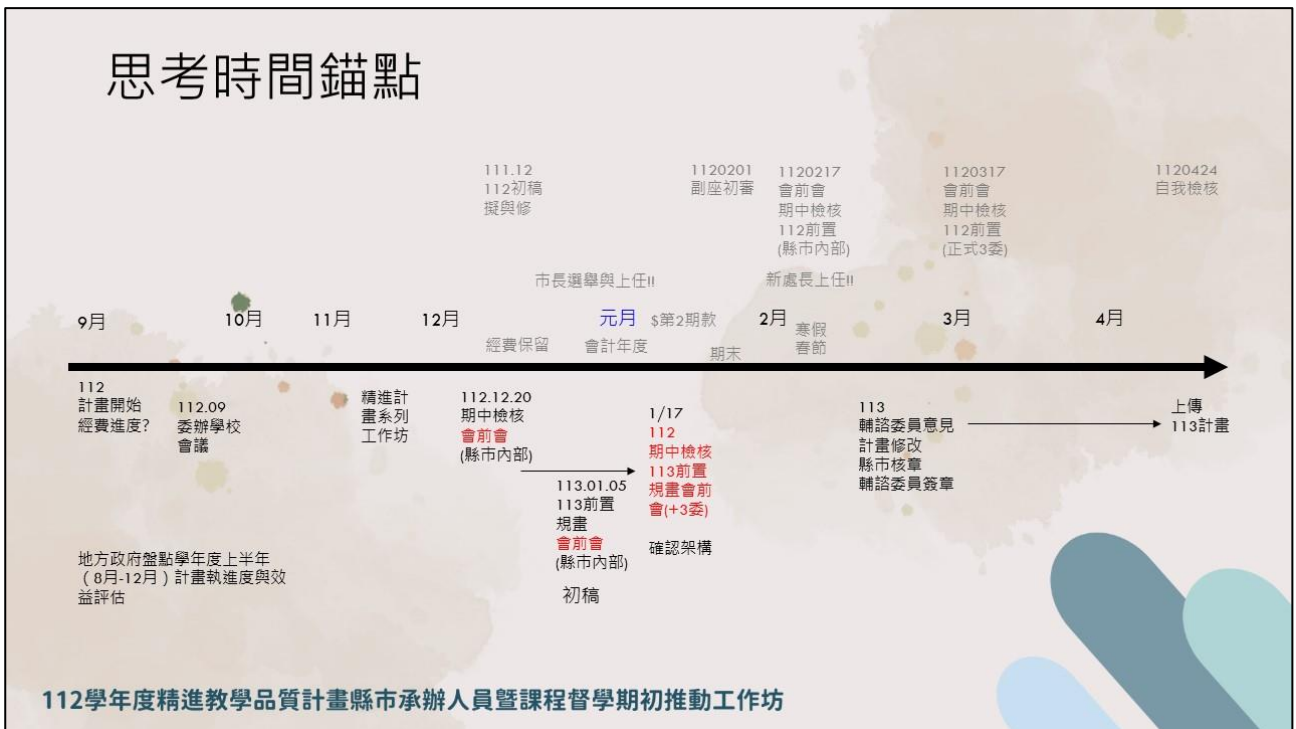 思考時間錨點
111.12
112初稿
擬與修
1120201
副座初審
1120217
會前會
期中檢核
112前置
(縣市內部)
1120317
會前會
期中檢核
112前置
(正式3委)
1120424
自我檢核
市長選舉與上任!!
新處長上任!!
9月
10月
11月
12月
元月
$第2期款
2月
寒假
春節
3月
4月
經費保留
會計年度
期末
112
計畫開始
經費進度?
112.09
委辦學校
會議
精進計
畫系列
工作坊
112.12.20
期中檢核
會前會
(縣市內部)
113.01.05
113前置
規畫
會前會
(縣市內部)
初稿
1/17
112
期中檢核
113前置
規畫會前
會(+3委)
確認架構
113
輔諮委員意見
計畫修改
縣市核章
輔諮委員簽章
上傳
113計畫
地方政府盤點學年度上半年
(8月-12月)計畫執進度與效
益評估
112學年度精進教學品質計畫縣市承辦人員暨課程督學期初推動工作坊